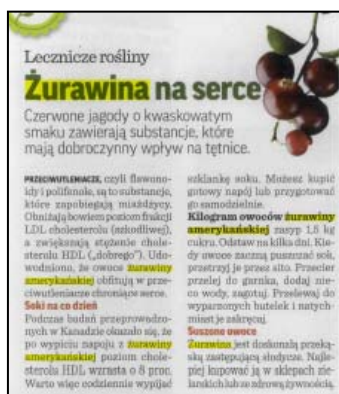 Lecznicze rośliny
Żurawina na serce
Czerwone jagody o kwaskowatym
smaku zawierają substancje, które
mają dobroczynny wpływ na tętnice.
PRZECIWUTLENIACZE, czyli flawono-
idy i polifenole, są to substancje,
które zapobiegają miażdżycy.
Obniżają bowiem poziom frakcji
LDL cholesterolu (szkodliwej),
a zwiększają stężenie chole-
sterolu HDL („dobrego”). Udo-
wodniono, że owoce żurawiny
amerykańskiej obfitują w prze-
ciwutleniacze chroniące serce.
Soki na co dzień
Podczas badań przeprowadzo-
nych w Kanadzie okazało się, że
po wypiciu napoju z żurawiny
amerykańskiej poziom chole-
sterolu HDL wzrasta o 8 proc.
Warto więc codziennie wypijać
szklankę soku. Możesz kupić
gotowy napój lub przygotować
go samodzielnie.
Kilogram owoców żurawiny
amerykańskiej zasyp 1,5 kg
cukru. Odstaw na kilka dni. Kie-
dy owoce zaczną puszczać sok,
przetrzyj je przez sito. Przecier
przelej do garnka, dodaj nie-
co wody, zagotuj. Przelewaj do
wyparzonych butelek i natych-
miast je zakręcaj.
Suszone owoce
Żurawina jest doskonałą przeką-
ską zastępującą słodycze. Najle-
piej kupować ją w sklepach zie-
larskich lub ze zdrową żywnością.